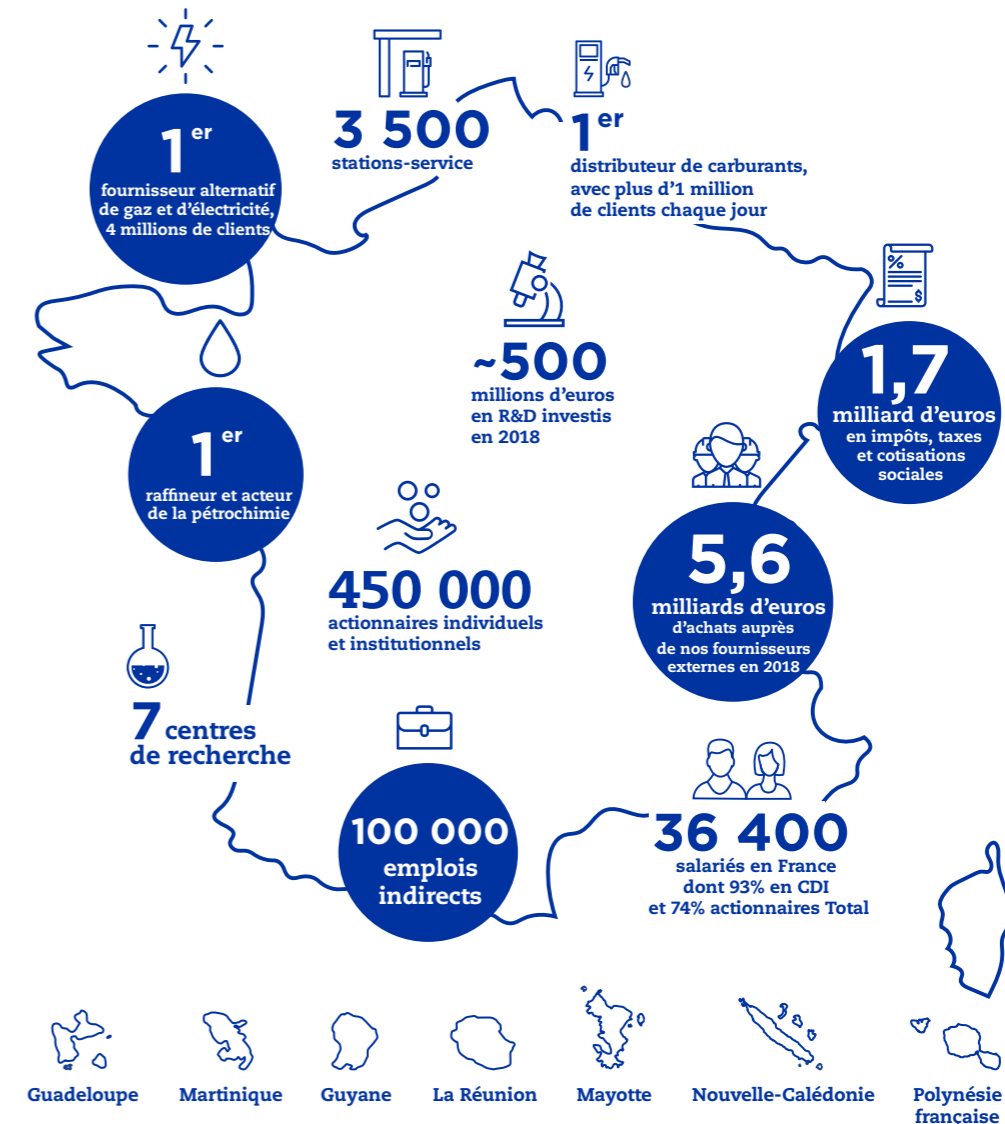 1er
fournisseur alternatif
de gaz et d'électricité,
4 millions de clients
3 500
stations-service
1er
distributeur de carburants,
avec plus d'1 million
de clients chaque jour
~500
millions d'euros
en R&D investis
en 2018
%
$
1,7
milliard d'euros
en impôts, taxes
et cotisations
sociales
1er
raffineur et acteur
de la pétrochimie
450 000
actionnaires individuels
et institutionnels
5,6
milliards d'euros
d'achats auprès
de nos fournisseurs
externes en 2018
7 centres
de recherche
100 000
emplois
indirects
36 400
salariés en France
dont 93% en CDI
et 74% actionnaires Total
Guadeloupe
Martinique
Guyane
La Réunion
Mayotte
Nouvelle-Calédonie
Polynésie
française